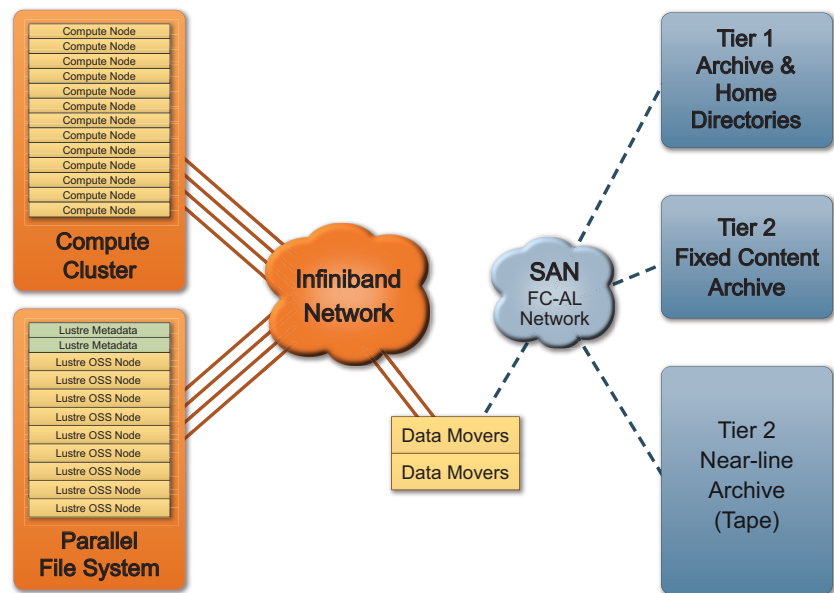 Compute Node
Compute Node
Compute Node
Compute Node
Compute Node
Compute Node
Compute Node
Compute Node
Compute Node
Compute Node
Compute Node
Compute Node
Compute Node
Compute
Cluster
Lustre Metadata
Lustre Metadata
Lustre OSS Node
Lustre OSS Node
Lustre OSS Node
Lustre OSS Node
Lustre OSS Node
Lustre OSS Node
Lustre OSS Node
Lustre OSS Node
Lustre OSS Node
Parallel
File System
Infiniband
Network
Data Movers
Data Movers
SAN
FC-AL
Network
Tier 1
Archive &
Home
Directories
Tier 2
Fixed Content
Archive
Tier 2
Near-line
Archive
(Tape)